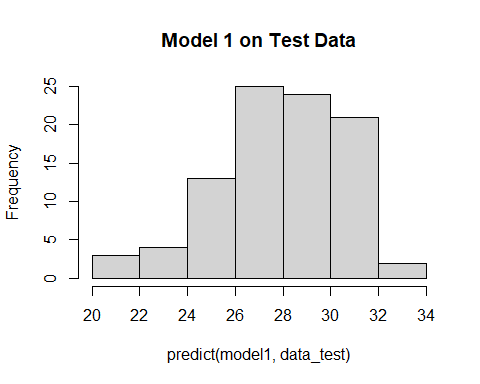 Model 1 on Test Data
Frequency
25
20
15
10
5
0
20 22 24 26 28 30 32 34
predict(model1, data_test)